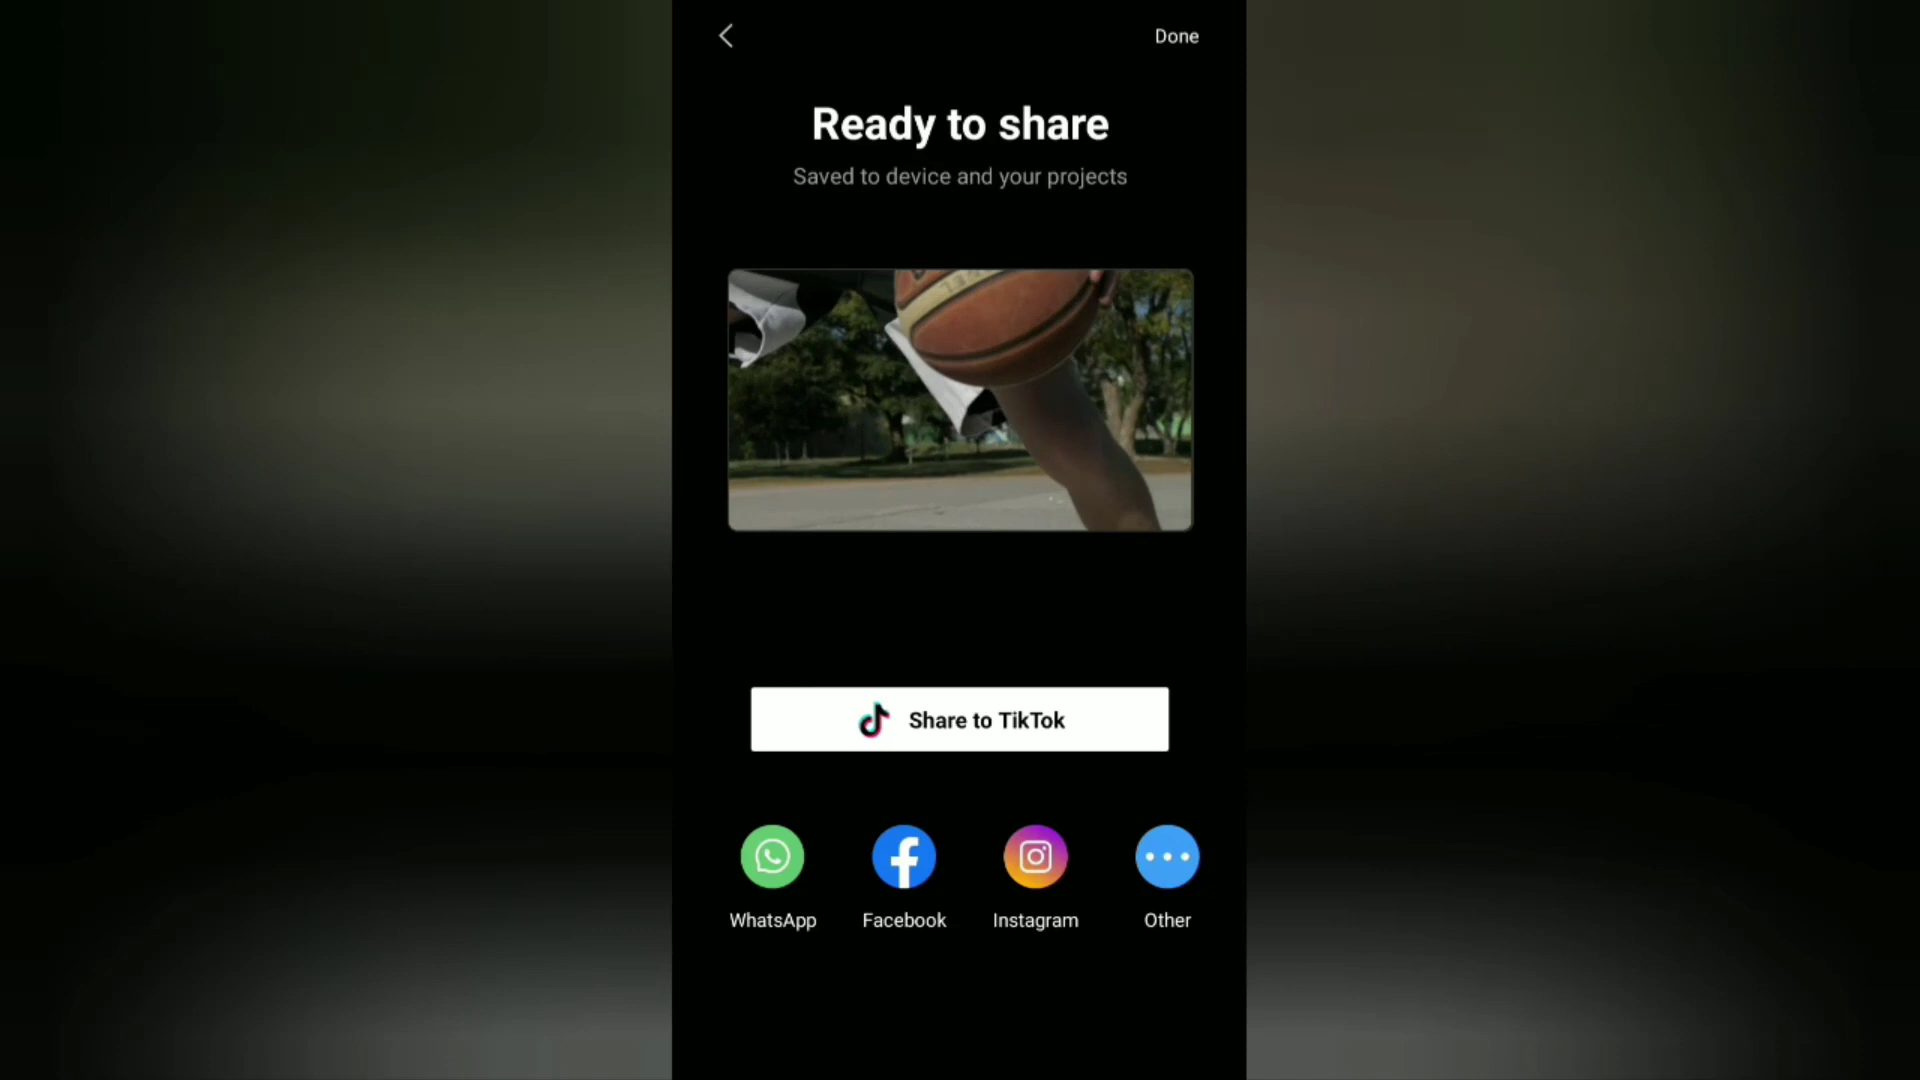 Done
Ready to share
Saved to device and your projects
Share to TikTok
WhatsApp
Facebook
Instagram
Other